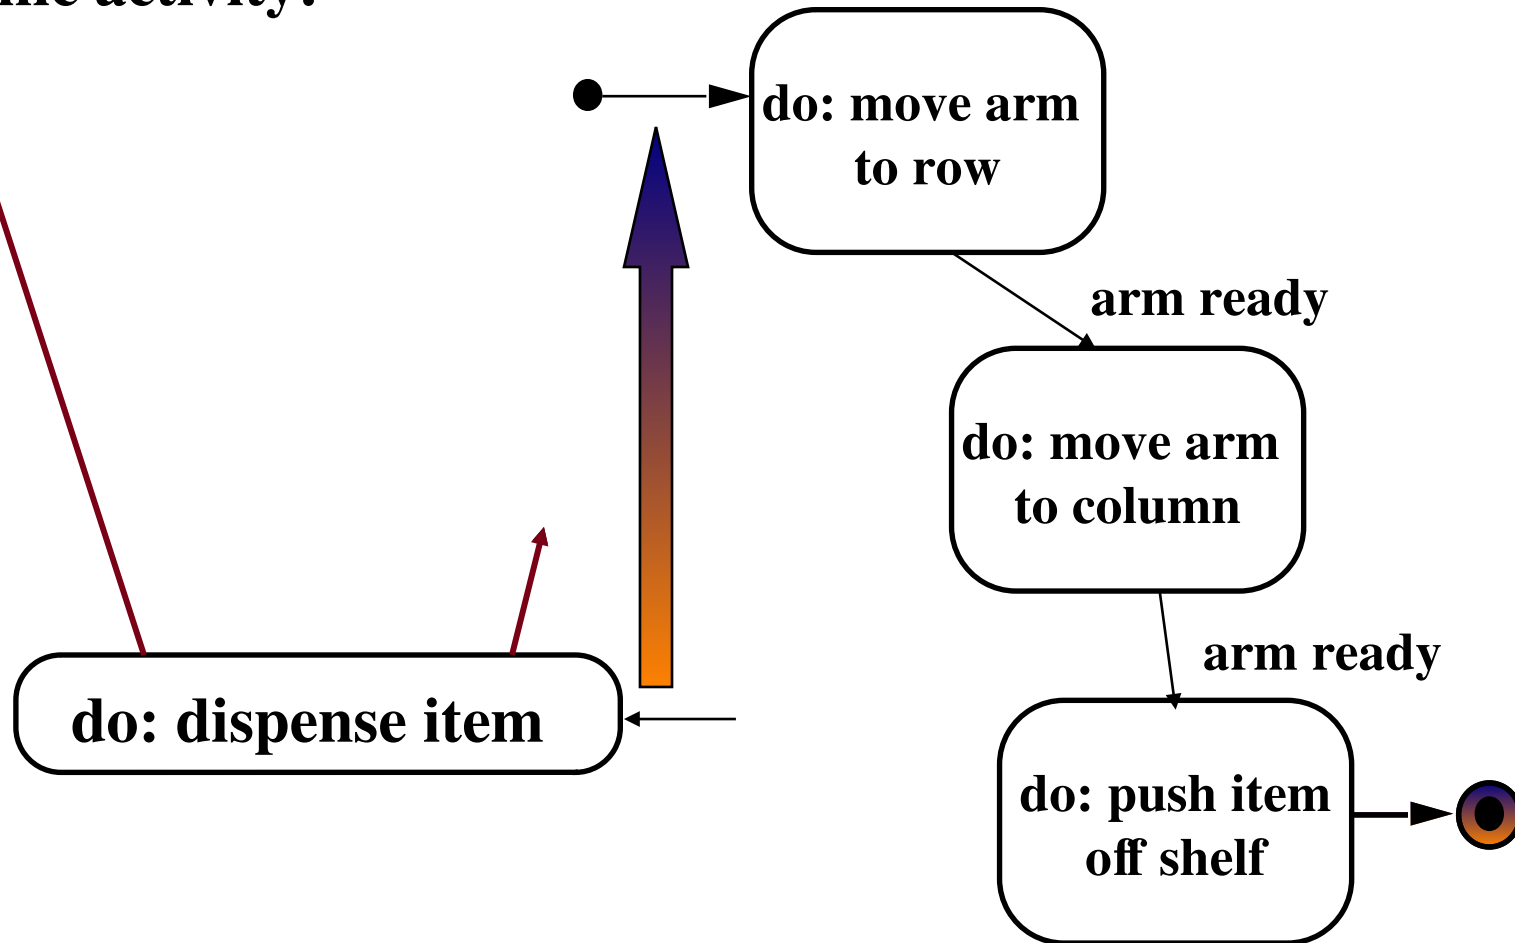 activity:
do: move arm
to row
arm ready
do: move arm
to column
arm ready
do: dispense item
do: push item
off shelf